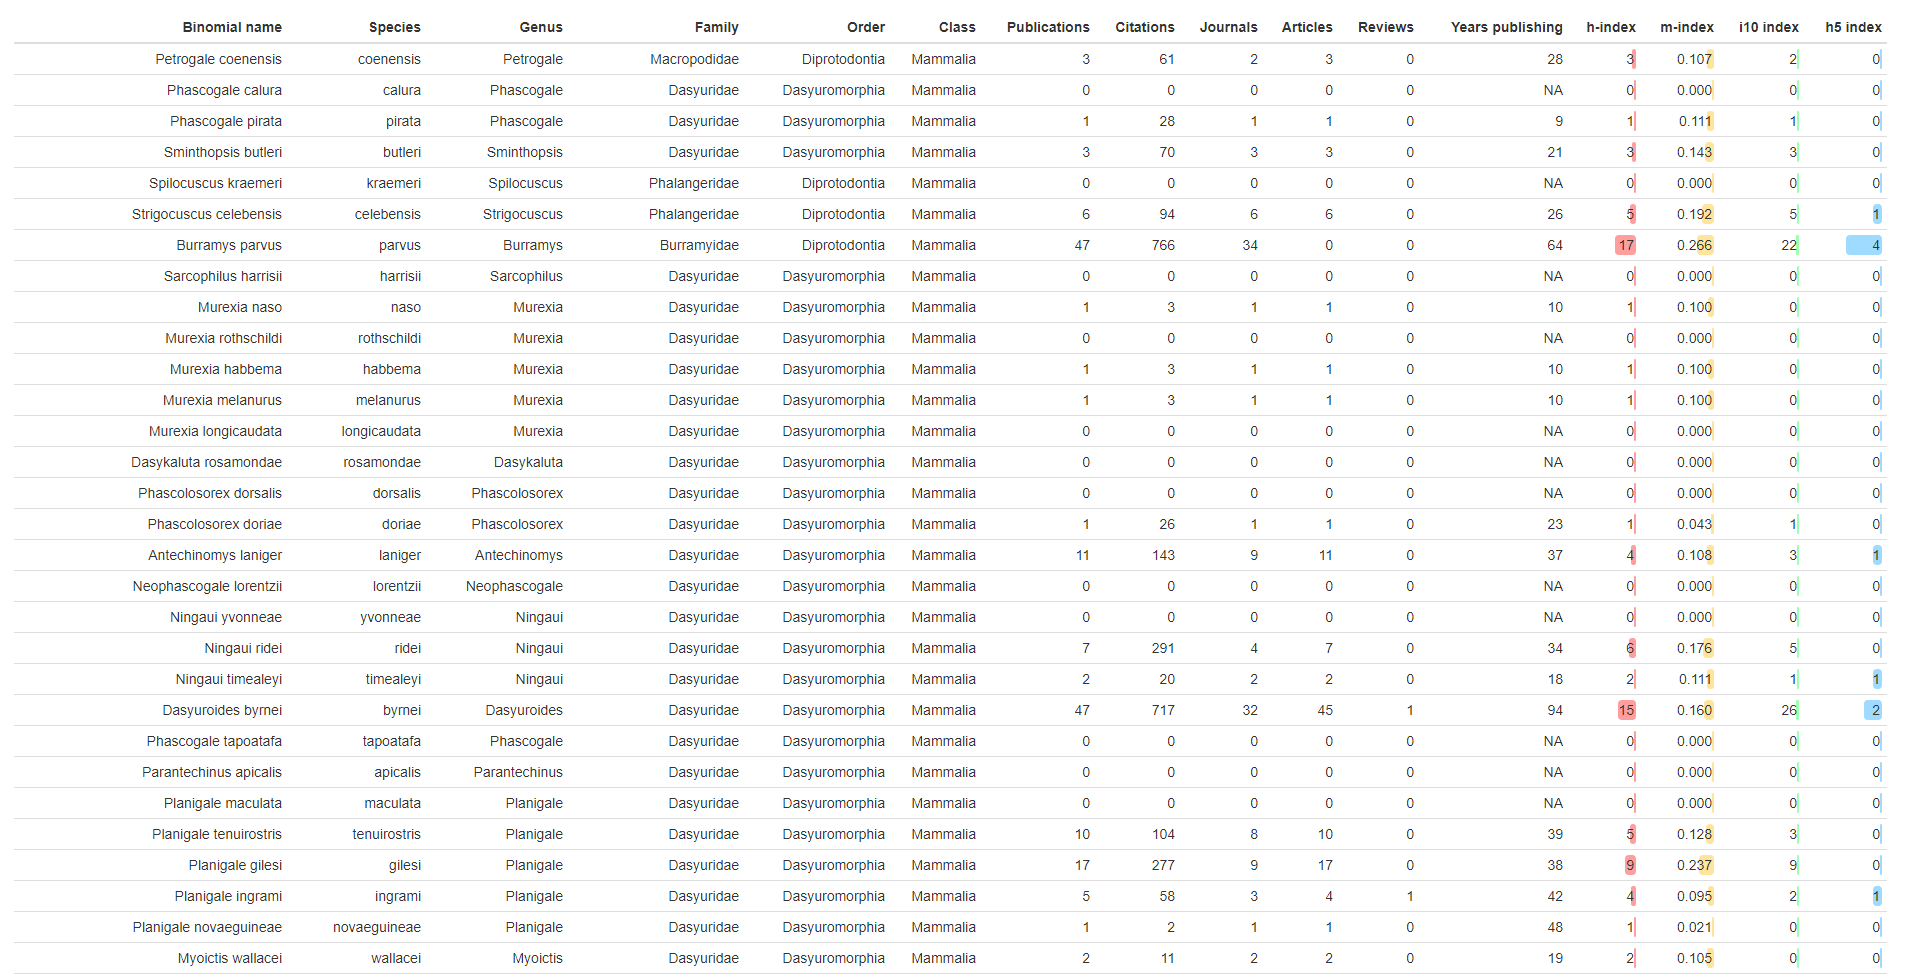 Binomial name Species Genus Family Order Class Publications Citations Journals Articles Reviews Years publishing h-index m-index i10 index h5 index
Petrogale coenensis coenensis Petrogale Macropodidae Diprotodontia Mammalia 3 61 2 3 0 28 3 0.107 2 0
Phascogale calura calura Phascogale Dasyuridae Dasyuromorphia Mammalia 0 0 0 0 0 NA 0 0.000 0 0
Phascogale pirata pirata Phascogale Dasyuridae Dasyuromorphia Mammalia 1 28 1 1 0 9 1 0.111 1 0
Sminthopsis butleri butleri Sminthopsis Dasyuridae Dasyuromorphia Mammalia 3 70 3 3 0 21 3 0.143 3 0
Spilocuscus kraemeri kraemeri Spilocuscus Phalangeridae Diprotodontia Mammalia 0 0 0 0 0 NA 0 0.000 0 0
Strigocuscus celebensis celebensis Strigocuscus Phalangeridae Diprotodontia Mammalia 6 94 6 6 0 26 5 0.192 5 1
Burramys parvus parvus Burramys Burramyidae Diprotodontia Mammalia 47 766 34 0 0 64 17 0.266 22 4
Sarcophilus harrisii harrisii Sarcophilus Dasyuridae Dasyuromorphia Mammalia 0 0 0 0 0 NA 0 0.000 0 0
Murexia naso naso Murexia Dasyuridae Dasyuromorphia Mammalia 1 3 1 1 0 10 1 0.100 0 0
Murexia rothschildi rothschildi Murexia Dasyuridae Dasyuromorphia Mammalia 0 0 0 0 0 NA 0 0.000 0 0
Murexia habbema habbema Murexia Dasyuridae Dasyuromorphia Mammalia 1 3 1 1 0 10 1 0.100 0 0
Murexia melanurus melanurus Murexia Dasyuridae Dasyuromorphia Mammalia 1 3 1 1 0 10 1 0.100 0 0
Murexia longicaudata longicaudata Murexia Dasyuridae Dasyuromorphia Mammalia 0 0 0 0 0 NA 0 0.000 0 0
Dasykaluta rosamondae rosamondae Dasykaluta Dasyuridae Dasyuromorphia Mammalia 0 0 0 0 0 NA 0 0.000 0 0
Phascolosorex dorsalis dorsalis Phascolosorex Dasyuridae Dasyuromorphia Mammalia 0 0 0 0 0 NA 0 0.000 0 0
Phascolosorex doriae doriae Phascolosorex Dasyuridae Dasyuromorphia Mammalia 1 26 1 1 0 23 1 0.043 1 0
Antechinomys laniger laniger Antechinomys Dasyuridae Dasyuromorphia Mammalia 11 143 9 11 0 37 4 0.108 3 1
Neophascogale lorentzii lorentzii Neophascogale Dasyuridae Dasyuromorphia Mammalia 0 0 0 0 0 NA 0 0.000 0 0
Ningaui yvonneae yvonneae Ningaui Dasyuridae Dasyuromorphia Mammalia 0 0 0 0 0 NA 0 0.000 0 0
Ningaui ridei ridei Ningaui Dasyuridae Dasyuromorphia Mammalia 7 291 4 7 0 34 6 0.176 5 0
Ningaui timealeyi timealeyi Ningaui Dasyuridae Dasyuromorphia Mammalia 2 20 2 2 0 18 2 0.111 1 1
Dasyuroides byrnei byrnei Dasyuroides Dasyuridae Dasyuromorphia Mammalia 47 717 32 45 1 94 15 0.160 26 2
Phascogale tapoatafa tapoatafa Phascogale Dasyuridae Dasyuromorphia Mammalia 0 0 0 0 0 NA 0 0.000 0 0
Parantechinus apicalis apicalis Parantechinus Dasyuridae Dasyuromorphia Mammalia 0 0 0 0 0 NA 0 0.000 0 0
Planigale maculata maculata Planigale Dasyuridae Dasyuromorphia Mammalia 0 0 0 0 0 NA 0 0.000 0 0
Planigale tenuirostris tenuirostris Planigale Dasyuridae Dasyuromorphia Mammalia 10 104 8 10 0 39 5 0.128 3 0
Planigale gilesi gilesi Planigale Dasyuridae Dasyuromorphia Mammalia 17 277 9 17 0 38 9 0.237 9 0
Planigale ingrami ingrami Planigale Dasyuridae Dasyuromorphia Mammalia 5 58 3 4 1 42 4 0.095 2 1
Planigale novaeguineae novaeguineae Planigale Dasyuridae Dasyuromorphia Mammalia 1 2 1 1 0 48 1 0.021 0 0
Myoictis wallacei wallacei Myoictis Dasyuridae Dasyuromorphia Mammalia 2 11 2 2 0 19 2 0.105 0 0